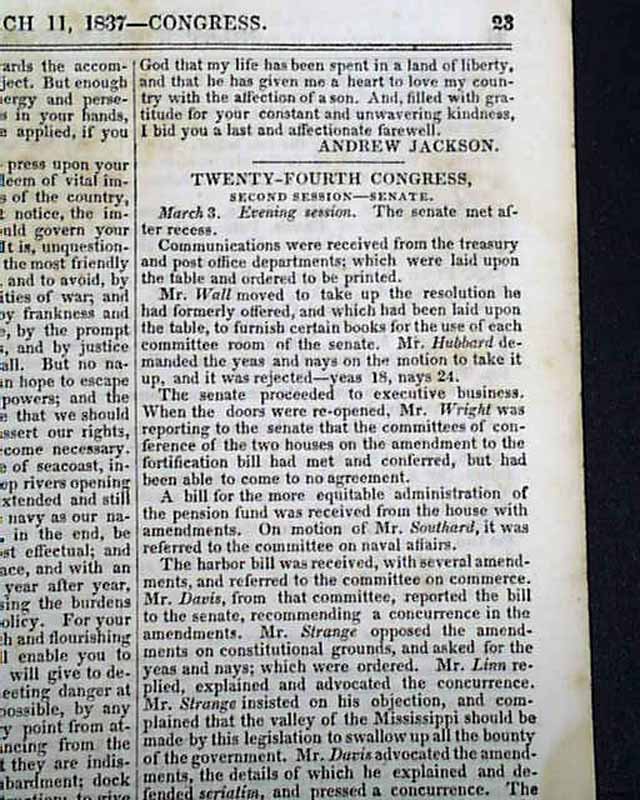 CH 11, 1837—CONGRESS. 23
ards the accom-
ject. But enough
ergy and perse-
s in your hands,
e applied, if you
press upon your
deem of vital im-
s of the country,
notice, the im-
uld govern your
It is, unquestion-
the most friendly
and to avoid, by
ities of war; and
by frankness and
e, by the prompt
s, and by justice
all. But no na-
an hope to escape
powers; and the
e that we should
ssert our rights,
come necessary.
e of seacoast, in-
ep rivers opening
xtended and still
navy as our na-
, in the end, be
st effectual; and
ace, and with an
year after year,
sing the burdens
olicy. For your
h and flourishing
l enable you to
will give to de-
eeting danger at
possible, by any
y point from at-
ncing from the
t they are indis-
bardment; dock
God that my life has been spent in a land of liberty,
and that he has given me a heart to love my coun-
try with the affection of a son. And, filled with gra-
titude for your constant and unwavering kindness,
I bid you a last and affectionate farewell.
ANDREW JACKSON.
TWENTY-FOURTH CONGRESS,
SECOND SESSION—SENATE.
March 3. Evening session. The senate met af-
ter recess.
Communications were received from the treasury
and post office departments; which were laid upon
the table and ordered to be printed.
Mr. Wall moved to take up the resolution he
had formerly offered, and which had been laid upon
the table, to furnish certain books for the use of each
committee room of the senate. Mr. Hubbard de-
manded the yeas and nays on the motion to take it
up, and it was rejected—yeas 18, nays 24.
The senate proceeded to executive business.
When the doors were re-opened, Mr. Wright was
reporting to the senate that the committees of con-
ference of the two houses on the amendment to the
fortification bill had met and conferred, but had
been able to come to no agreement.
A bill for the more equitable administration of
the pension fund was received from the house with
amendments. On motion of Mr. Southard, it was
referred to the committee on naval affairs.
The harbor bill was received, with several amend-
ments, and referred to the committee on commerce.
Mr. Davis, from that committee, reported the bill
to the senate, recommending a concurrence in the
amendments. Mr. Strange opposed the amend-
ments on constitutional grounds, and asked for the
yeas and nays; which were ordered. Mr. Linn re-
plied, explained and advocated the concurrence.
Mr. Strange insisted on his objection, and com-
plained that the valley of the Mississippi should be
made by this legislation to swallow up all the bounty
of the government. Mr. Davis advocated the amend-
ments, the details of which he explained and de-
fended seriatim, and pressed a concurrence. The